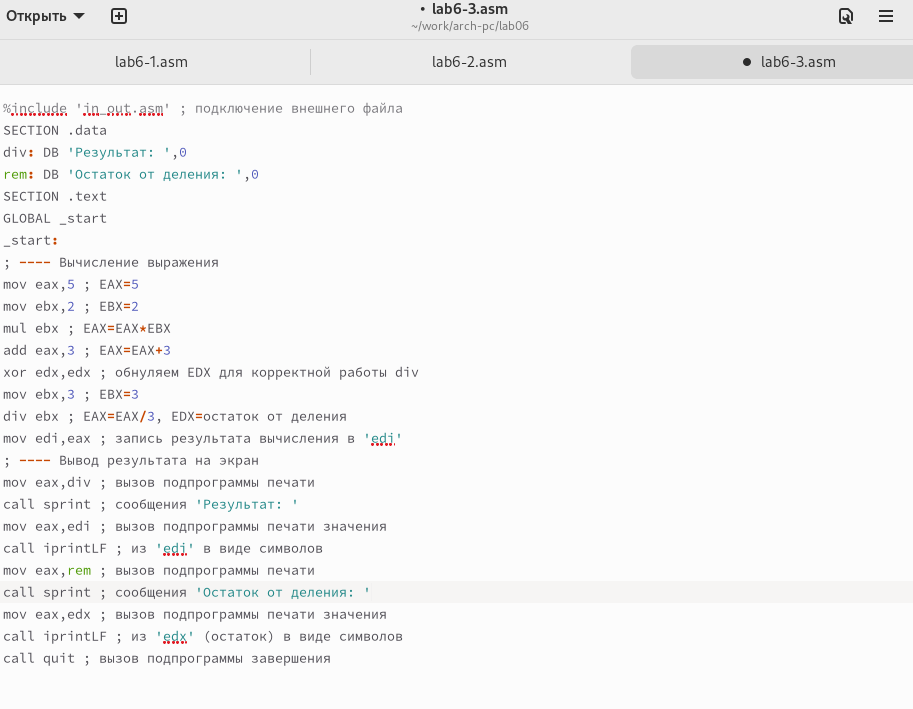 Открыть
• lab6-3.asm
~/work/arch-pc/lab06
lab6-1.asm
lab6-2.asm
● lab6-3.asm
%include 'in_out.asm' ; подключение внешнего файла
SECTION .data
div: DB 'Результат: ',0
rem: DB 'Остаток от деления: ',0
SECTION .text
GLOBAL _start
_start:
; ---- Вычисление выражения
mov eax,5 ; EAX=5
mov ebx,2 ; EBX=2
mul ebx ; EAX=EAX*EBX
add eax,3 ; EAX=EAX+3
xor edx,edx ; обнуляем EDX для корректной работы div
mov ebx,3 ; EBX=3
div ebx ; EAX=EAX/3, EDX=остаток от деления
mov edi,eax ; запись результата вычисления в 'edi'
; ---- Вывод результата на экран
mov eax,div ; вызов подпрограммы печати
call sprint ; сообщения 'Результат: '
mov eax,edi ; вызов подпрограммы печати значения
call iprintLF ; из 'edi' в виде символов
mov eax,rem ; вызов подпрограммы печати
call sprint ; сообщения 'Остаток от деления: '
mov eax,edx ; вызов подпрограммы печати значения
call iprintLF ; из 'edx' (остаток) в виде символов
call quit ; вызов подпрограммы завершения